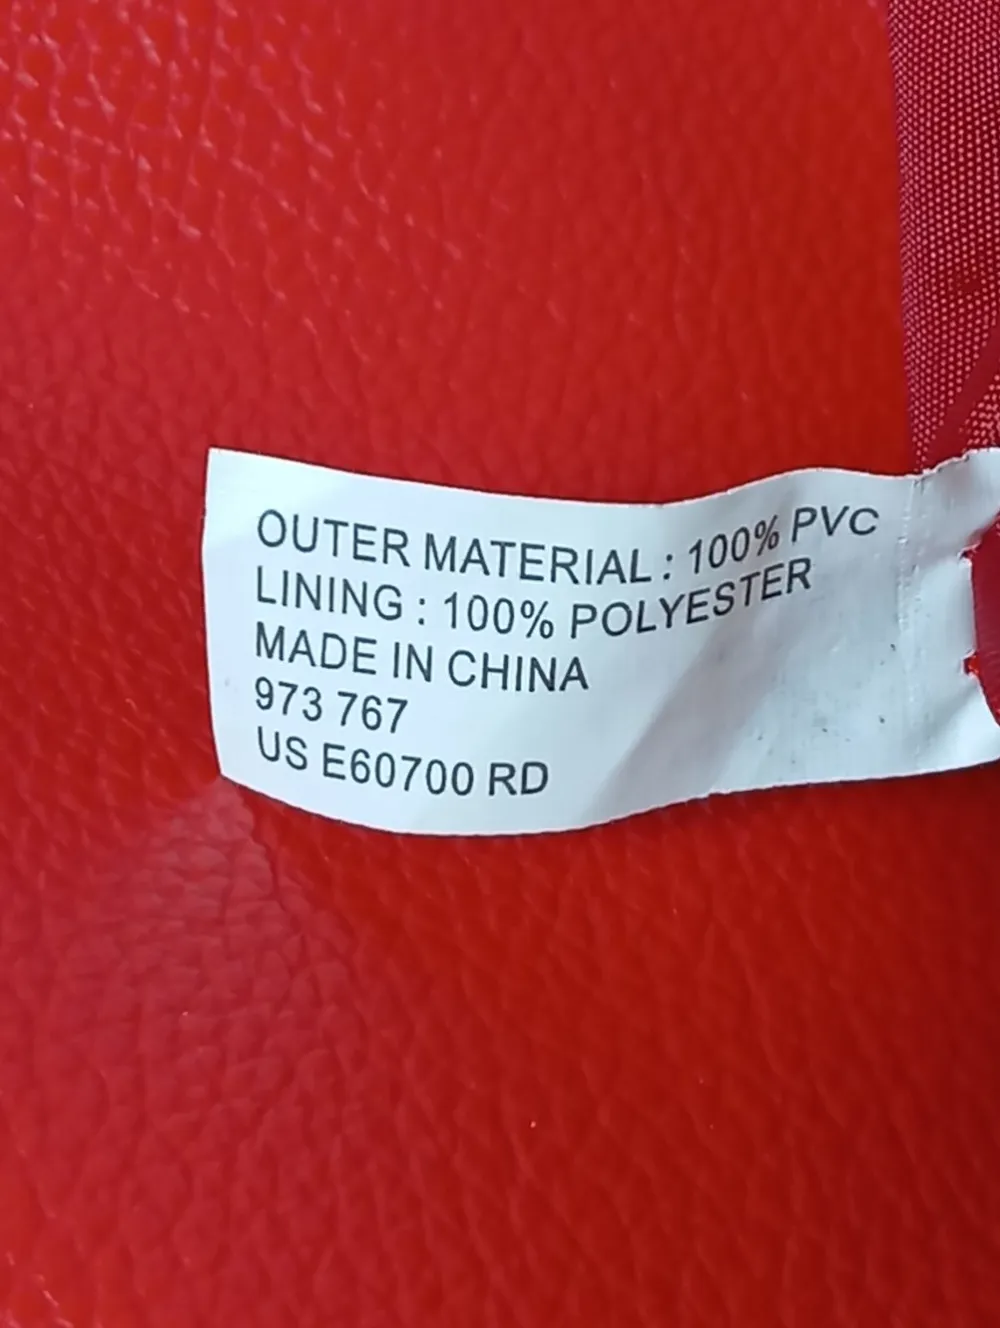 OUTER MATERIAL : 100% PVC
LINING : 100% POLYESTER
MADE IN CHINA
973 767
US E60700 RD